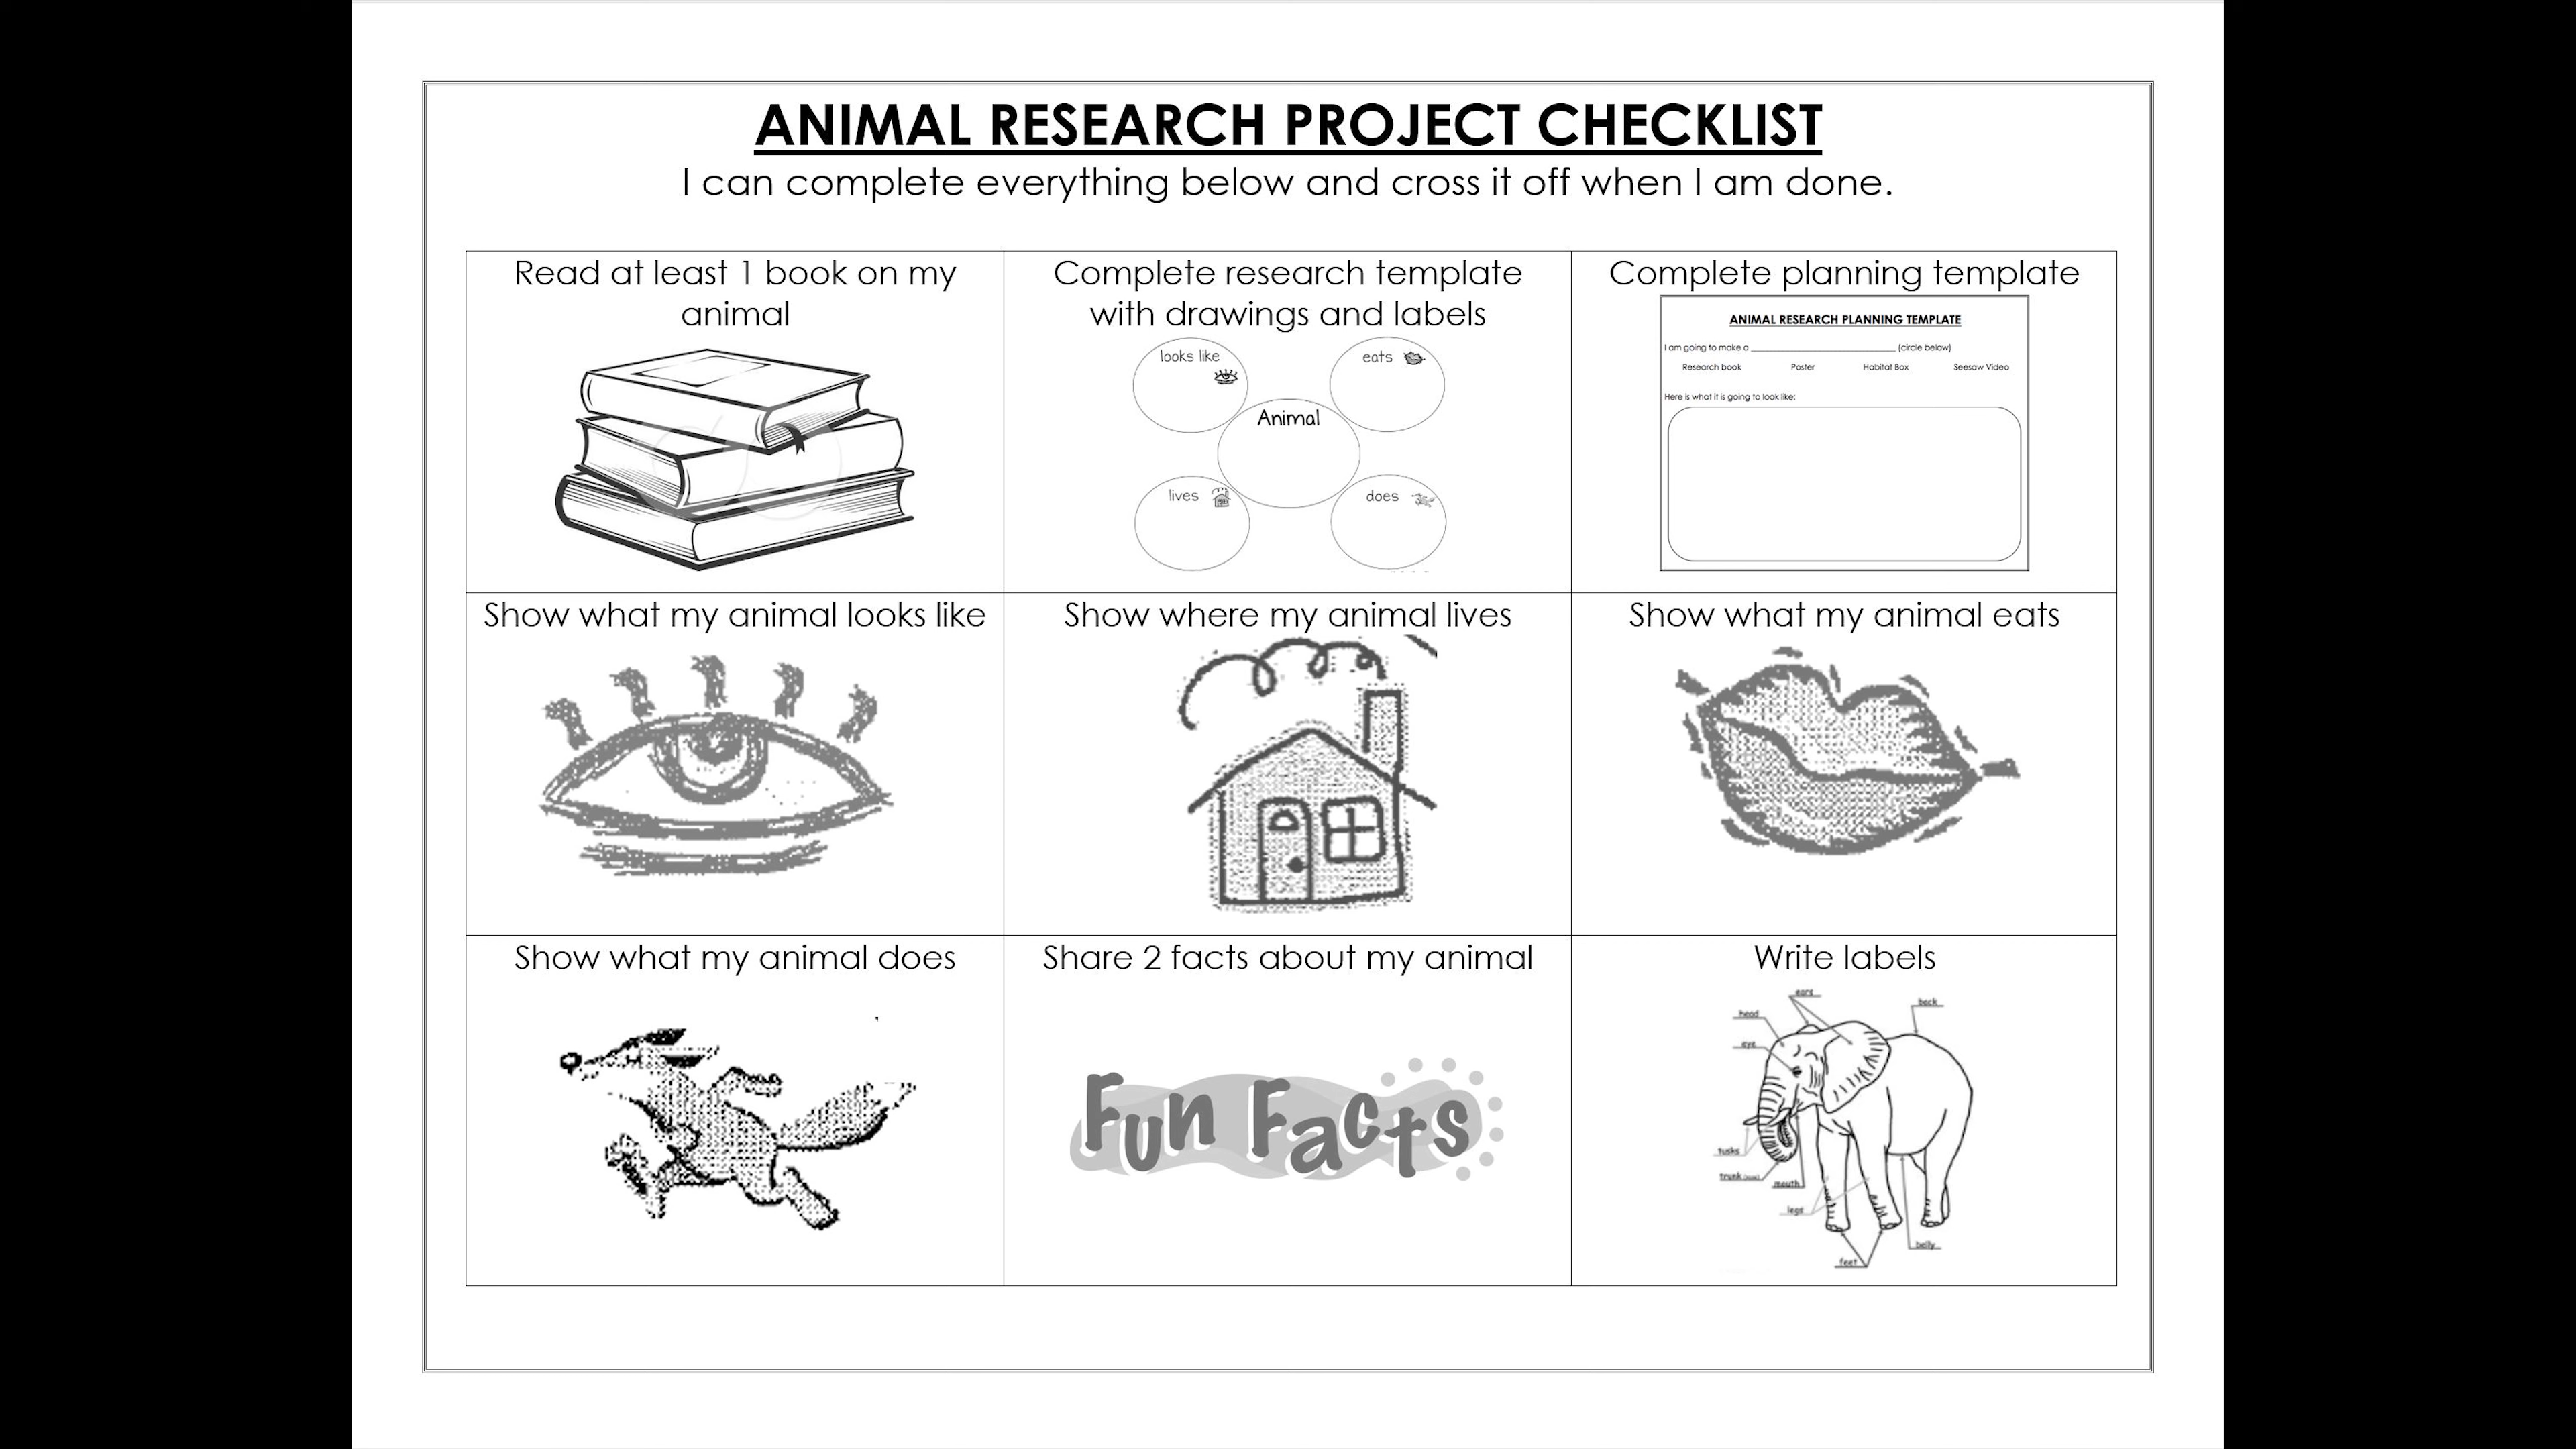 ANIMAL RESEARCH PROJECT CHECKLIST
I can complete everything below and cross it off when I am done.
Read at least 1 book on my
animal
Complete research template
with drawings and labels
looks like
eats
Animal
lives
does
Complete planning template
ANIMAL RESEARCH PLANNING TEMPLATE
I am going to make a ______________________________ (circle below)
Research book Poster Habitat Box Seesaw Video
Here is what it is going to look like:
Show what my animal looks like
Show where my animal lives
Show what my animal eats
Show what my animal does
Share 2 facts about my animal
Fun Facts
Write labels
ears
back
head
eye
tusks
trunk
mouth
legs
belly
feet